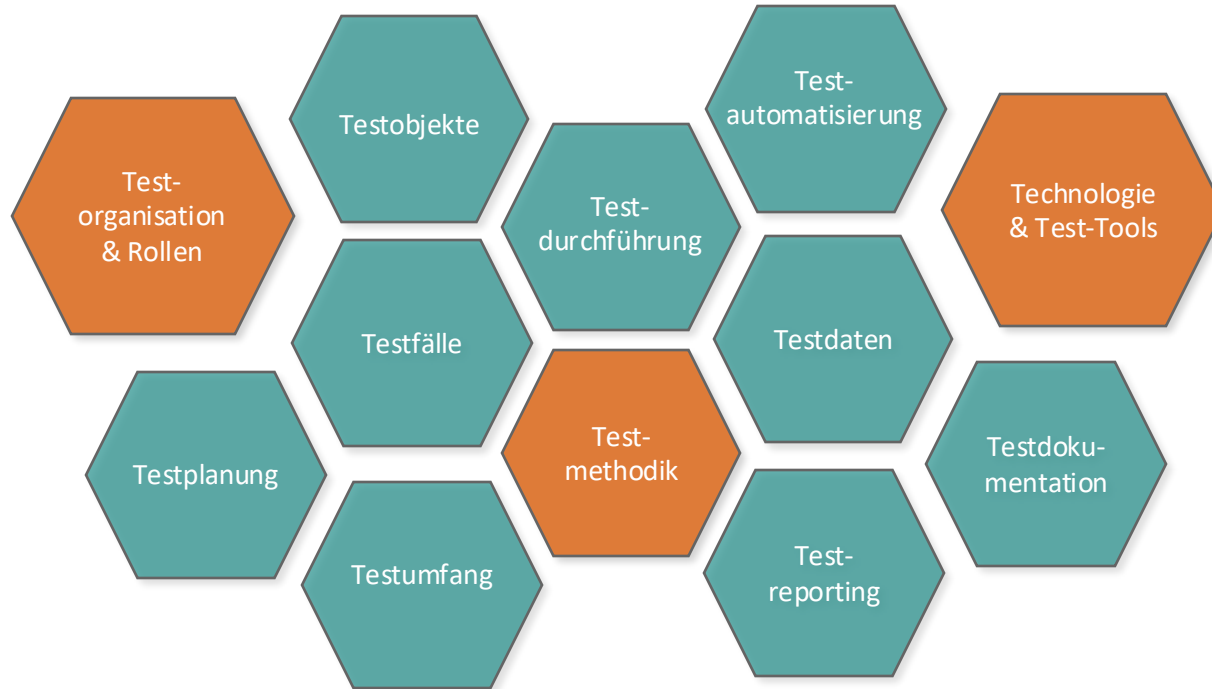 Testobjekte
Test-
automatisierung
Test-
organisation
& Rollen
Test-
durchführung
Technologie
& Test-Tools
Testfälle
Testdaten
Testplanung
Test-
methodik
Testdoku-
mentation
Testumfang
Test-
reporting